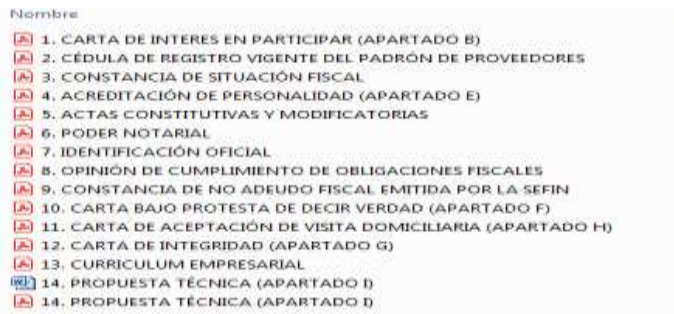 Nombre
1. CARTA DE INTERES EN PARTICIPAR (APARTADO B)
2. CÉDULA DE REGISTRO VIGENTE DEL PADRÓN DE PROVEEDORES
3. CONSTANCIA DE SITUACIÓN FISCAL
4. ACREDITACIÓN DE PERSONALIDAD (APARTADO E)
5. ACTAS CONSTITUTIVAS Y MODIFICATORIAS
6. PODER NOTARIAL
7. IDENTIFICACIÓN OFICIAL
8. OPINIÓN DE CUMPLIMIENTO DE OBLIGACIONES FISCALES
9. CONSTANCIA DE NO ADEUDO FISCAL EMITIDA POR LA SEFIN
10. CARTA BAJO PROTESTA DE DECIR VERDAD (APARTADO F)
11. CARTA DE ACEPTACIÓN DE VISITA DOMICILIARIA (APARTADO H)
12. CARTA DE INTEGRIDAD (APARTADO G)
13. CURRICULUM EMPRESARIAL
14. PROPUESTA TÉCNICA (APARTADO I)
14. PROPUESTA TÉCNICA (APARTADO I)